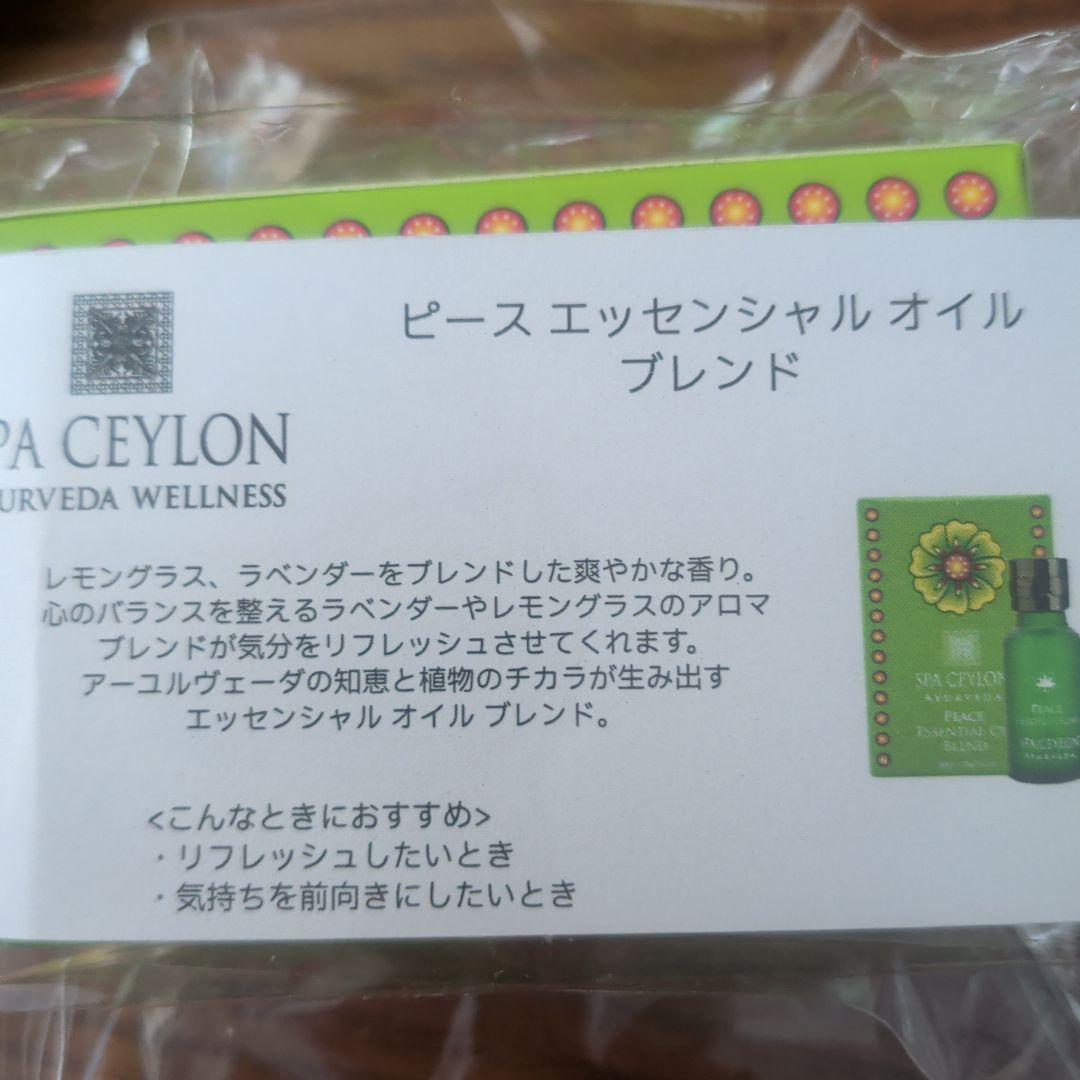 ピース エッセンシャル オイル
ブレンド
PA CEYLON
URVEDA WELLNESS
レモングラス、ラベンダーをブレンドした爽やかな香り。
心のバランスを整えるラベンダーやレモングラスのアロマ
ブレンドが気分をリフレッシュさせてくれます。
アーユルヴェーダの知恵と植物のチカラが生み出す
エッセンシャル オイル ブレンド。
<こんなときにおすすめ>
・リフレッシュしたいとき
・気持ちを前向きにしたいとき
SPA CEYLON
AYURVEDA
PEACE
ESSENTIAL
BLEND
PEACE
SPA CEYLON
AYURVEDA